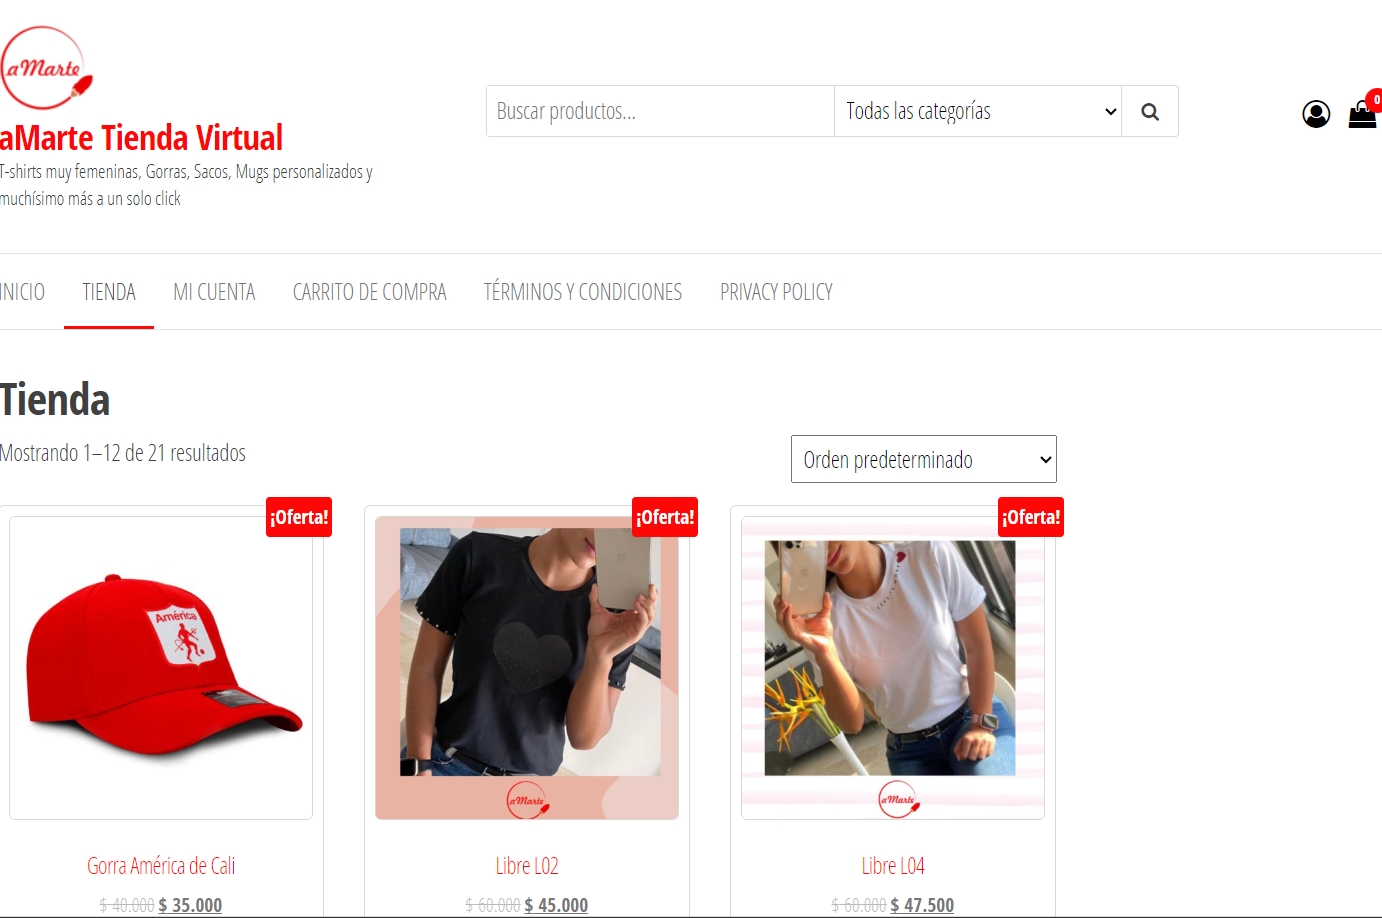 aMarte
aMarte Tienda Virtual
T-shirts muy femeninas, Gorras, Sacos, Mugs personalizados y
muchísimo más a un solo click
Buscar productos...
Todas las categorías
0
INICIO
TIENDA
MI CUENTA
CARRITO DE COMPRA
TÉRMINOS Y CONDICIONES
PRIVACY POLICY
Tienda
Mostrando 1–12 de 21 resultados
Orden predeterminado
¡Oferta!
América
Gorra América de Cali
$ 40.000 $ 35.000
¡Oferta!
aMarte
Libre L02
$ 60.000 $ 45.000
¡Oferta!
aMarte
Libre L04
$ 60.000 $ 47.500